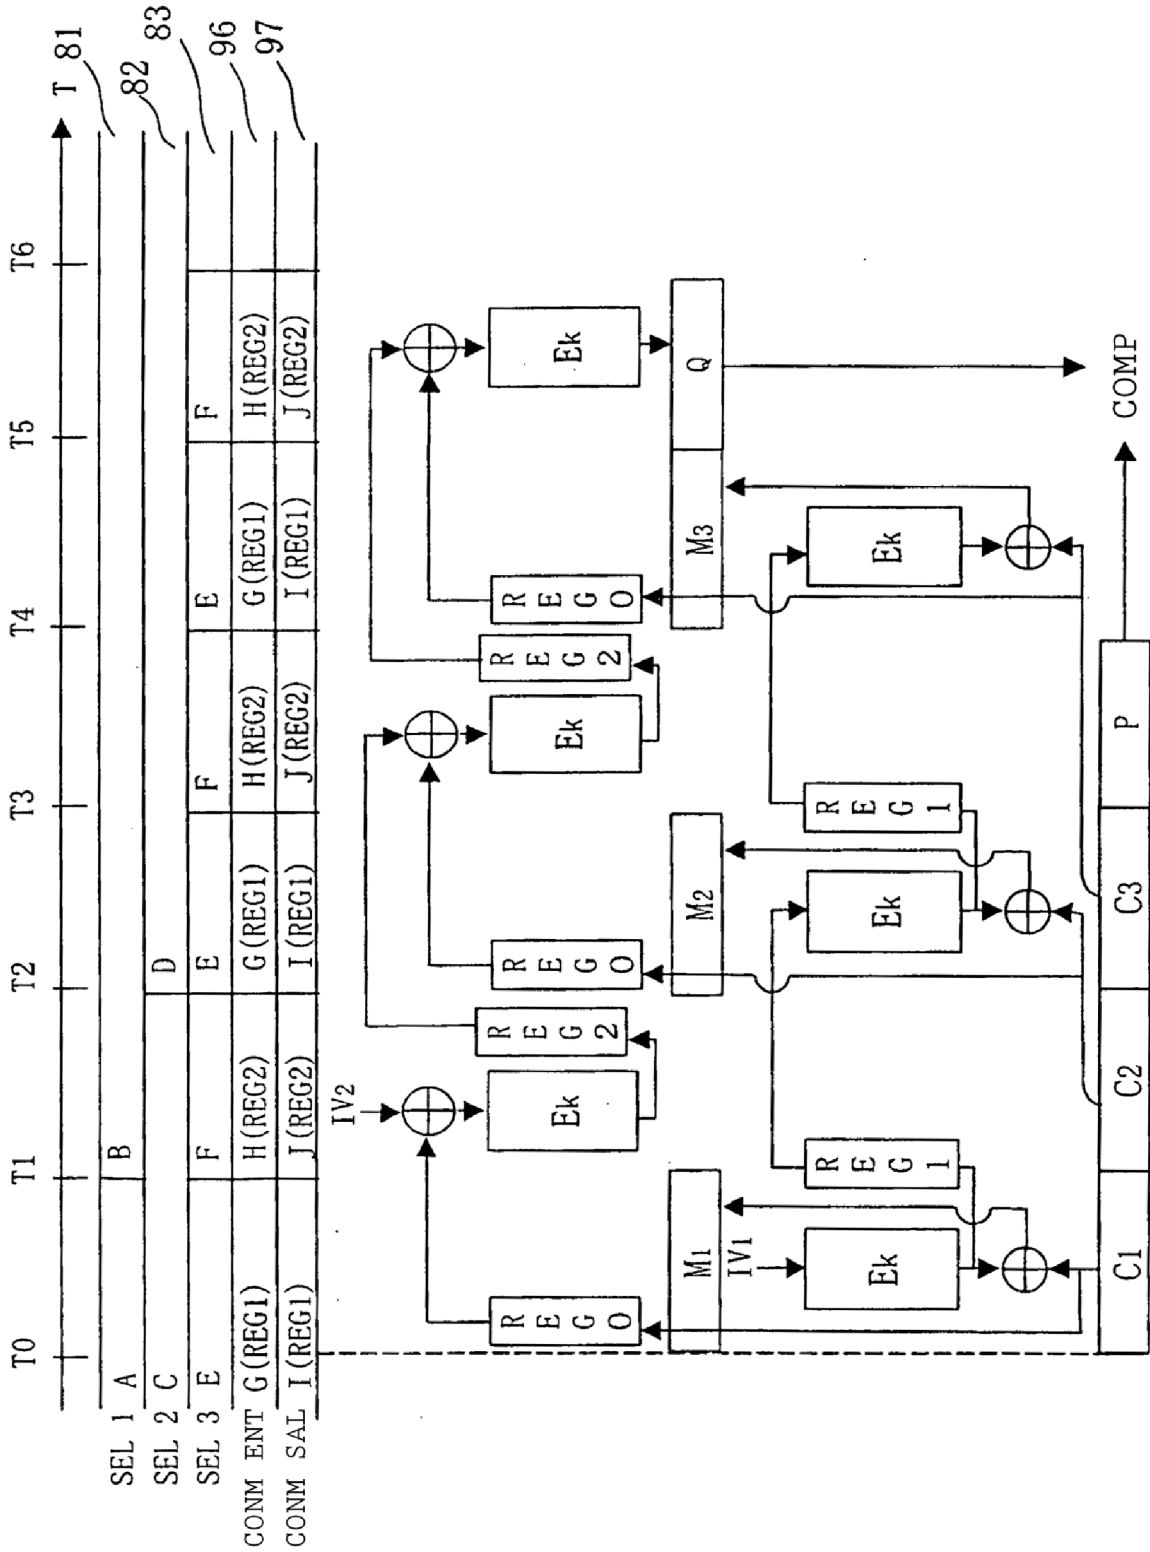 T0 T1 T2 T3 T4 T5 T6 T
SEL 1 A B 81
SEL 2 C D 82
SEL 3 E F E F E F 83
CONM ENT G(REG1) H(REG2) G(REG1) H(REG2) G(REG1) H(REG2) 96
CONM SAL I(REG1) J(REG2) I(REG1) J(REG2) I(REG1) J(REG2) 97
IV2
Ek Ek Ek
REG0 REG2 REG0 REG2 REG0
M1 M2 M3 Q
IV1
Ek REG1 Ek REG1 Ek
C1 C2 C3 P COMP